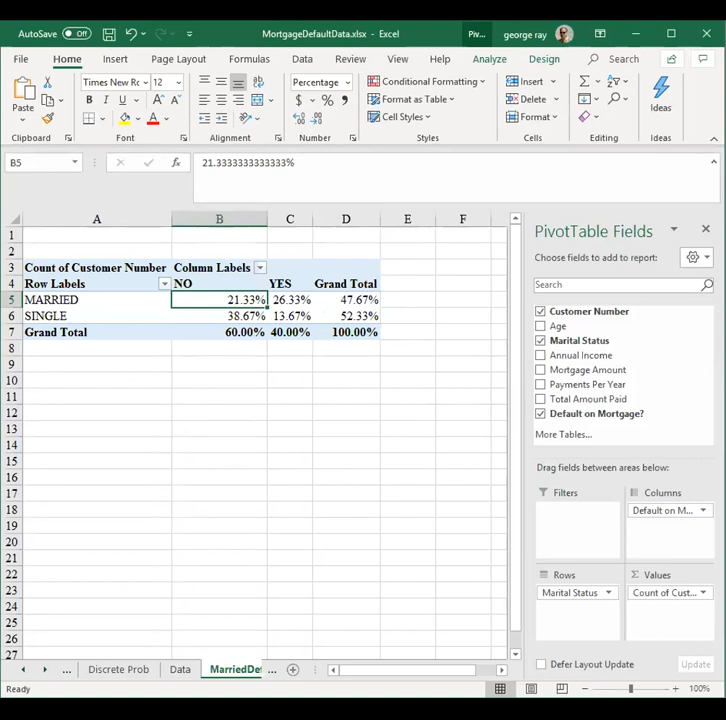 AutoSave Off MortgageDefaultData.xlsx - Excel Piv... george ray
File Home Insert Page Layout Formulas Data Review View Help Analyze Design Search
Paste Times New Ro 12 Percentage Conditional Formatting Insert Ideas
B I U A A $ % , Format as Table Delete
A Cell Styles Format
Clipboard Font Alignment Number Styles Cells Editing Ideas
B5 fx 21.3333333333333%
A B C D E F
1
2
3 Count of Customer Number Column Labels
4 Row Labels NO YES Grand Total
5 MARRIED 21.33% 26.33% 47.67%
6 SINGLE 38.67% 13.67% 52.33%
7 Grand Total 60.00% 40.00% 100.00%
8
9
10
11
12
13
14
15
16
17
18
19
20
21
22
23
24
25
26
27
PivotTable Fields
Choose fields to add to report:
Search
Customer Number
Age
Marital Status
Annual Income
Mortgage Amount
Payments Per Year
Total Amount Paid
Default on Mortgage?
More Tables...
Drag fields between areas below:
Filters Columns
Default on M...
Rows Σ Values
Marital Status Count of Cust...
Defer Layout Update Update
... Discrete Prob Data MarriedDef ...
Ready 100%